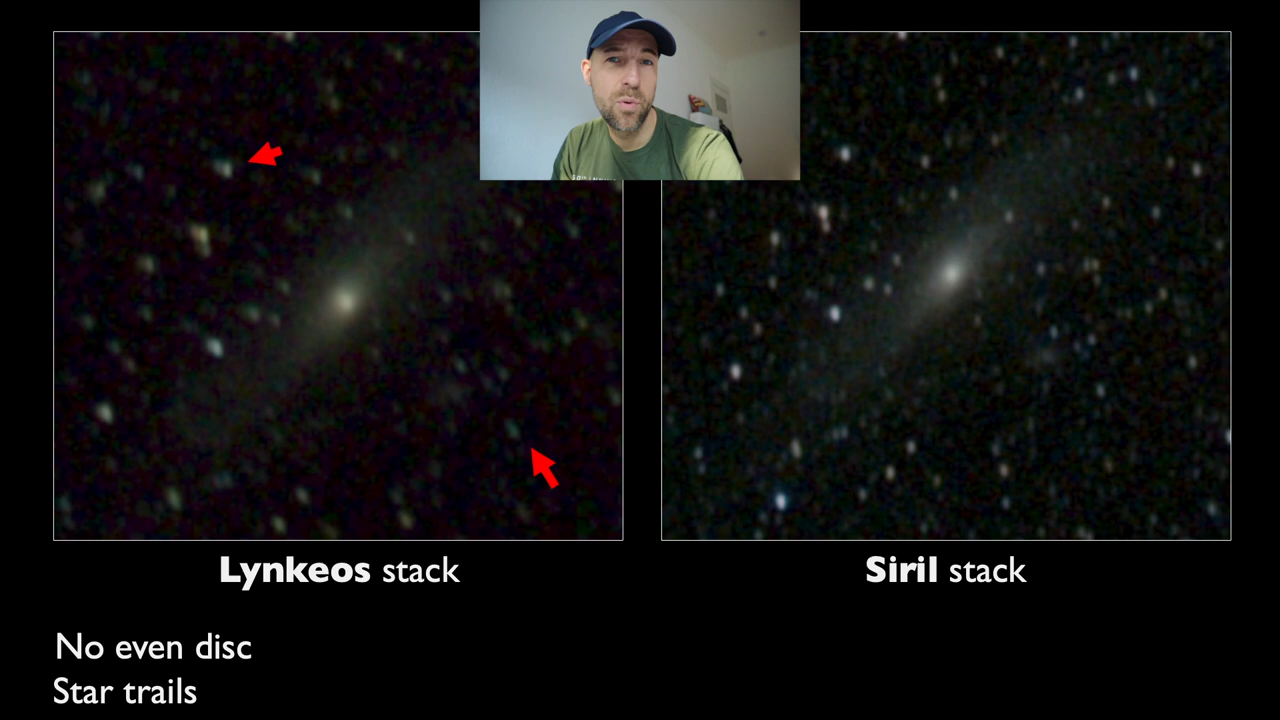 Lynkeos stack
Siril stack
No even disc
Star trails